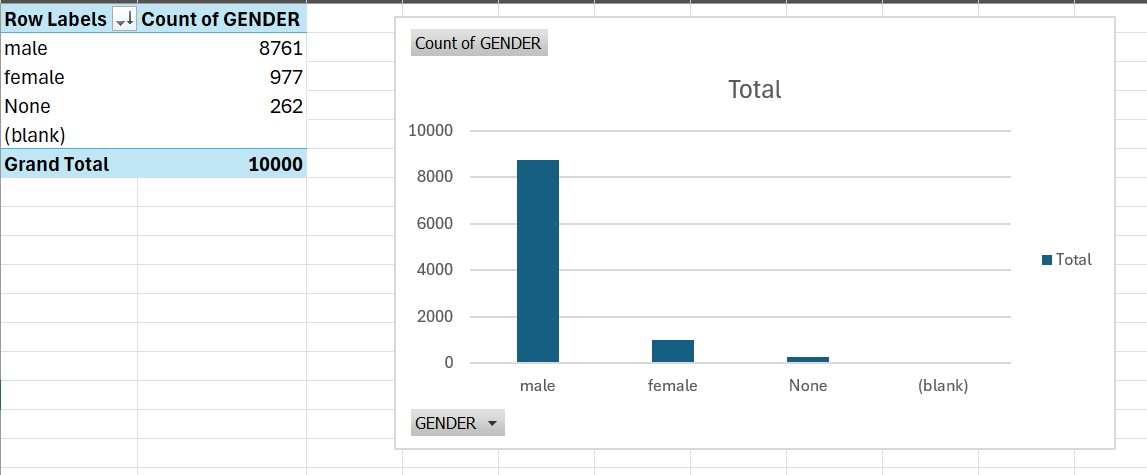 Row Labels Count of GENDER
male 8761
female 977
None 262
(blank)
Grand Total 10000
Count of GENDER
Total
10000
8000
6000
4000
2000
0
male female None (blank)
Total
GENDER